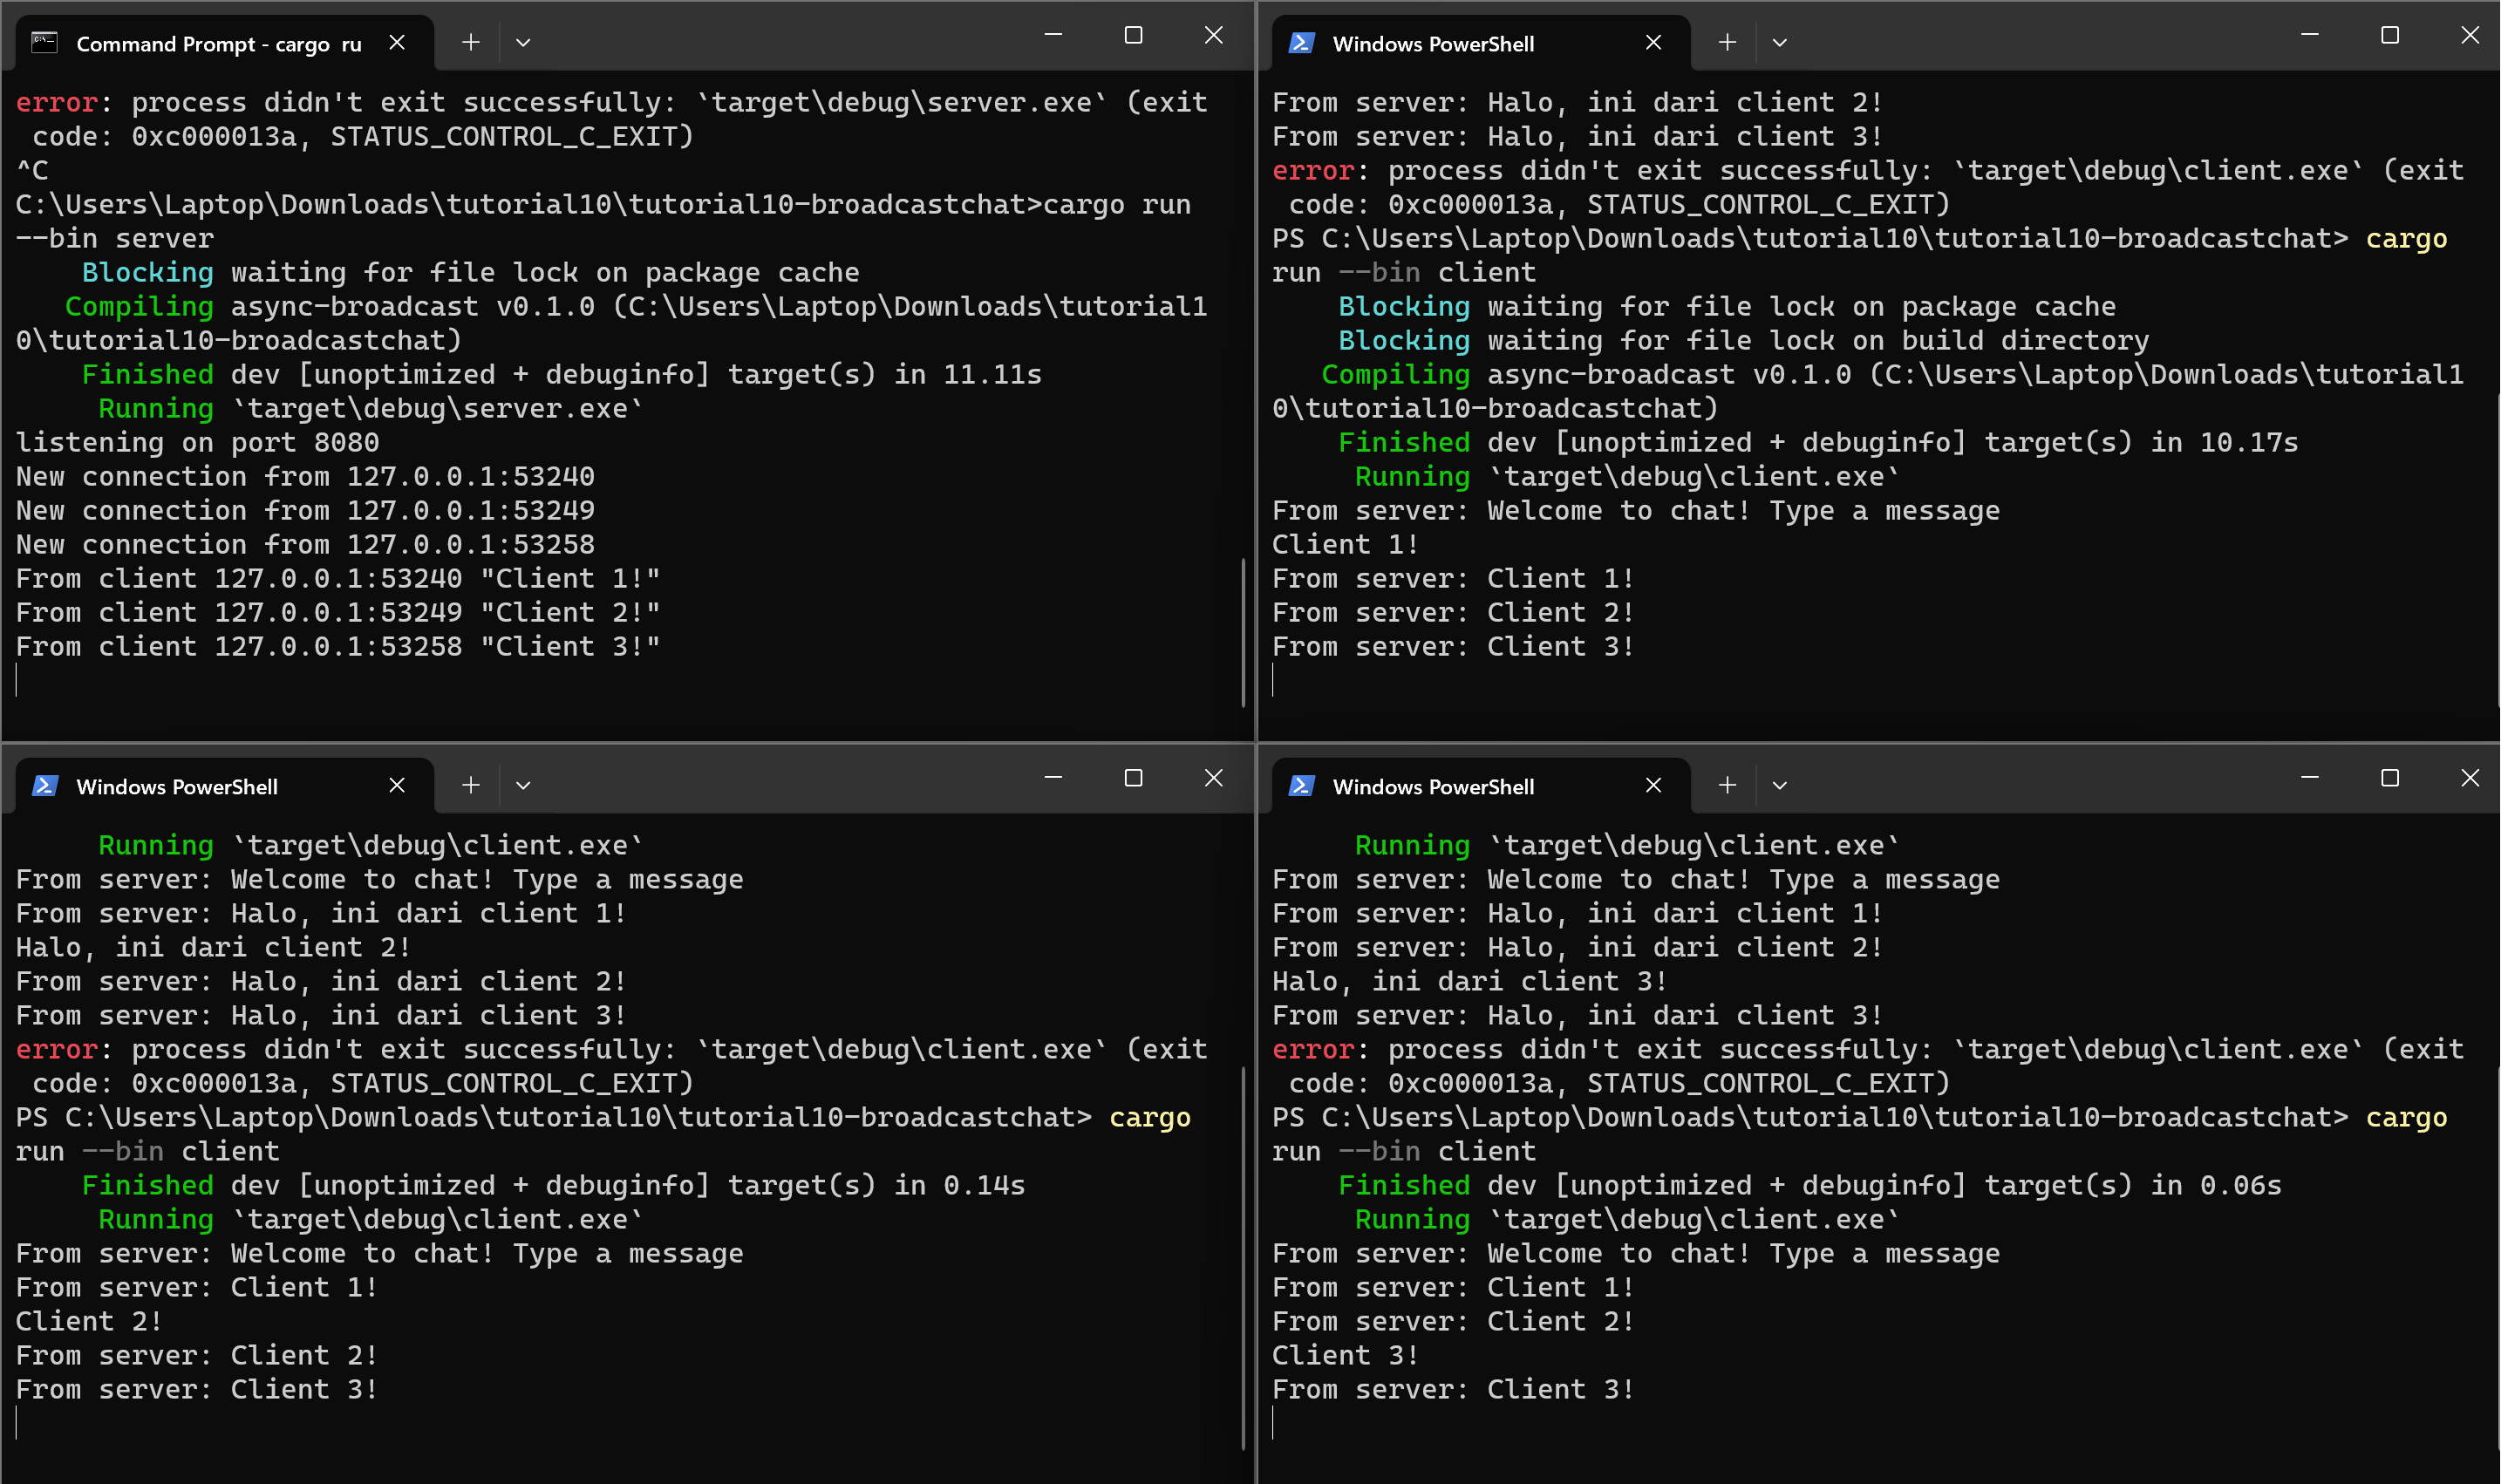 Command Prompt - cargo  ru
error: process didn't exit successfully: `target\debug\server.exe` (exit
 code: 0xc000013a, STATUS_CONTROL_C_EXIT)
^C
C:\Users\Laptop\Downloads\tutorial10\tutorial10-broadcastchat>cargo run
--bin server
    Blocking waiting for file lock on package cache
   Compiling async-broadcast v0.1.0 (C:\Users\Laptop\Downloads\tutorial1
0\tutorial10-broadcastchat)
    Finished dev [unoptimized + debuginfo] target(s) in 11.11s
     Running `target\debug\server.exe`
listening on port 8080
New connection from 127.0.0.1:53240
New connection from 127.0.0.1:53249
New connection from 127.0.0.1:53258
From client 127.0.0.1:53240 "Client 1!"
From client 127.0.0.1:53249 "Client 2!"
From client 127.0.0.1:53258 "Client 3!"
Windows PowerShell
From server: Halo, ini dari client 2!
From server: Halo, ini dari client 3!
error: process didn't exit successfully: `target\debug\client.exe` (exit
 code: 0xc000013a, STATUS_CONTROL_C_EXIT)
PS C:\Users\Laptop\Downloads\tutorial10\tutorial10-broadcastchat> cargo
run --bin client
    Blocking waiting for file lock on package cache
    Blocking waiting for file lock on build directory
   Compiling async-broadcast v0.1.0 (C:\Users\Laptop\Downloads\tutorial1
0\tutorial10-broadcastchat)
    Finished dev [unoptimized + debuginfo] target(s) in 10.17s
     Running `target\debug\client.exe`
From server: Welcome to chat! Type a message
Client 1!
From server: Client 1!
From server: Client 2!
From server: Client 3!
Windows PowerShell
     Running `target\debug\client.exe`
From server: Welcome to chat! Type a message
From server: Halo, ini dari client 1!
Halo, ini dari client 2!
From server: Halo, ini dari client 2!
From server: Halo, ini dari client 3!
error: process didn't exit successfully: `target\debug\client.exe` (exit
 code: 0xc000013a, STATUS_CONTROL_C_EXIT)
PS C:\Users\Laptop\Downloads\tutorial10\tutorial10-broadcastchat> cargo
run --bin client
    Finished dev [unoptimized + debuginfo] target(s) in 0.14s
     Running `target\debug\client.exe`
From server: Welcome to chat! Type a message
From server: Client 1!
Client 2!
From server: Client 2!
From server: Client 3!
Windows PowerShell
     Running `target\debug\client.exe`
From server: Welcome to chat! Type a message
From server: Halo, ini dari client 1!
From server: Halo, ini dari client 2!
Halo, ini dari client 3!
From server: Halo, ini dari client 3!
error: process didn't exit successfully: `target\debug\client.exe` (exit
 code: 0xc000013a, STATUS_CONTROL_C_EXIT)
PS C:\Users\Laptop\Downloads\tutorial10\tutorial10-broadcastchat> cargo
run --bin client
    Finished dev [unoptimized + debuginfo] target(s) in 0.06s
     Running `target\debug\client.exe`
From server: Welcome to chat! Type a message
From server: Client 1!
From server: Client 2!
Client 3!
From server: Client 3!